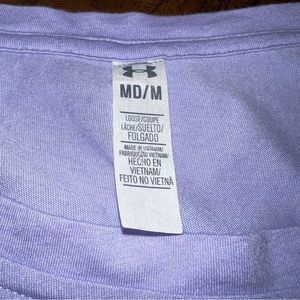 MD/M
LOOSE/COUPE
LÂCHE/SUELTO/
FOLGADO
MADE IN VIETNAM/
FABRIQUÉ AU VIETNAM/
HECHO EN
VIETNAM/
FEITO NO VIETNÃ